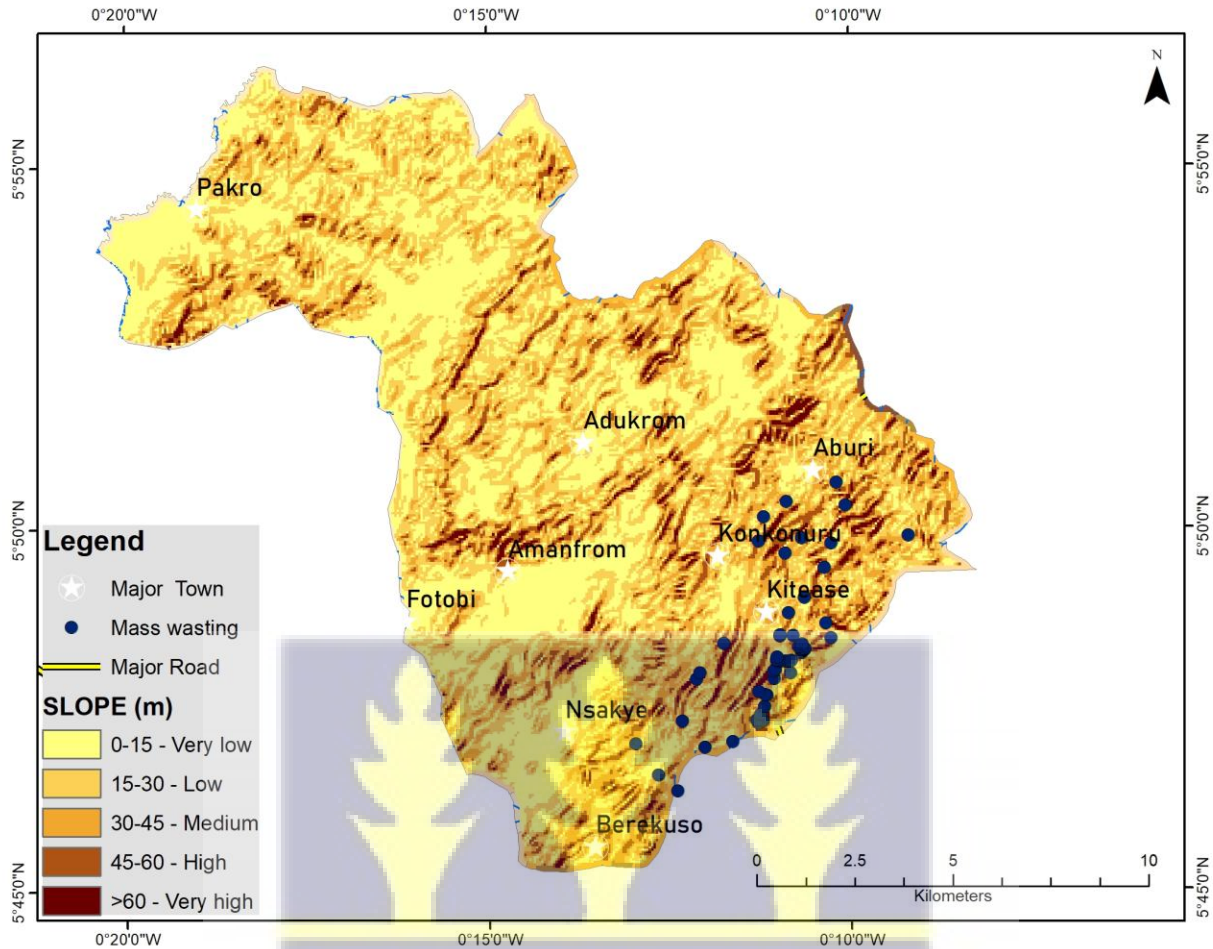 0°20'0"W 0°15'0"W 0°10'0"W
N
5°55'0"N 5°55'0"N
Pakro
Adukrom
Aburi
5°50'0"N 5°50'0"N
Konkonuru
Amanfrom
Kitease
Fotobi
Nsakye
Berekuso
Legend
Major Town
Mass wasting
Major Road
SLOPE (m)
0-15 - Very low
15-30 - Low
30-45 - Medium
45-60 - High
>60 - Very high
0 2.5 5 10
Kilometers
5°45'0"N 5°45'0"N
0°20'0"W 0°15'0"W 0°10'0"W